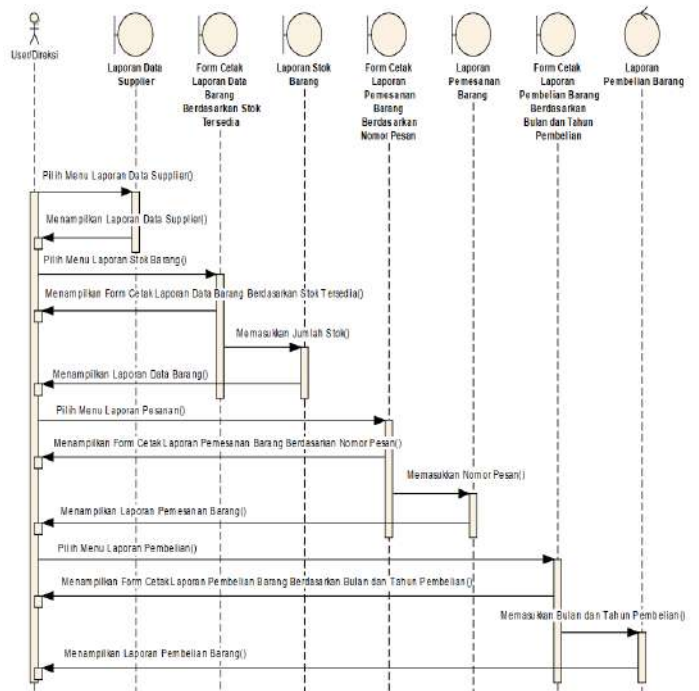 User/Direksi
Laporan Data
Supplier
Form Cetak
Laporan Data
Barang
Berdasarkan Stok
Tersedia
Laporan Stok
Barang
Form Cetak
Laporan
Pemesanan
Barang
Berdasarkan
Nomor Pesan
Laporan
Pemesanan
Barang
Form Cetak
Laporan
Pembelian Barang
Berdasarkan
Bulan dan Tahun
Pembelian
Laporan
Pembelian Barang
Pilih Menu Laporan Data Supplier()
Menampilkan Laporan Data Supplier()
Pilih Menu Laporan Stok Barang()
Menampilkan Form Cetak Laporan Data Barang Berdasarkan Stok Tersedia()
Memasukkan Jumlah Stok()
Menampilkan Laporan Data Barang()
Pilih Menu Laporan Pesanan()
Menampilkan Form Cetak Laporan Pemesanan Barang Berdasarkan Nomor Pesan()
Memasukkan Nomor Pesan()
Menampilkan Laporan Pemesanan Barang()
Pilih Menu Laporan Pembelian()
Menampilkan Form Cetak Laporan Pembelian Barang Berdasarkan Bulan dan Tahun Pembelian()
Memasukkan Bulan dan Tahun Pembelian()
Menampilkan Laporan Pembelian Barang()